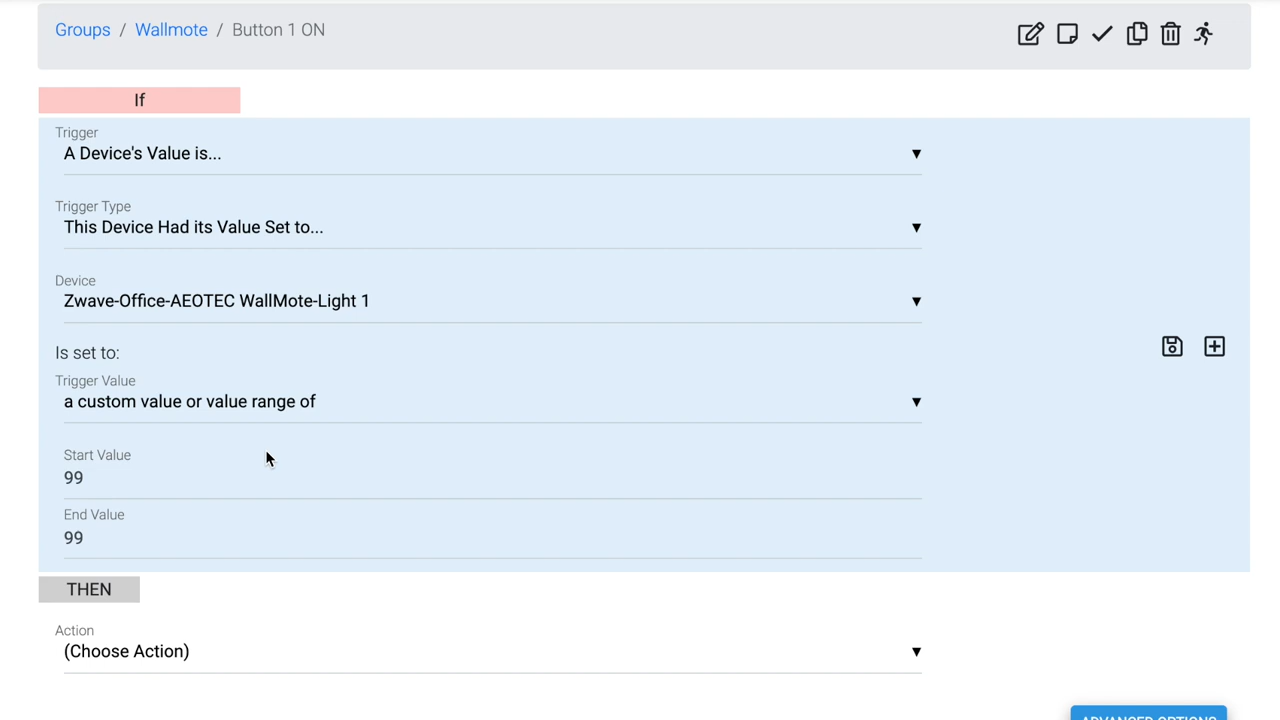 Groups / Wallmote / Button 1 ON
If
Trigger
A Device's Value is...
Trigger Type
This Device Had its Value Set to...
Device
Zwave-Office-AEOTEC WallMote-Light 1
Is set to:
Trigger Value
a custom value or value range of
Start Value
99
End Value
99
THEN
Action
(Choose Action)
ADVANCED OPTIONS